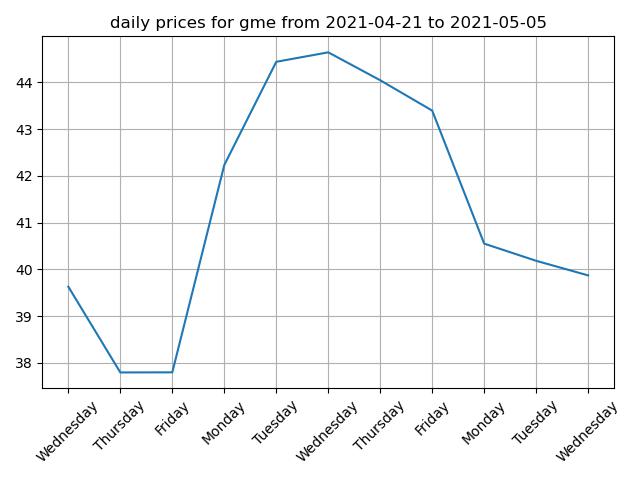 daily prices for gme from 2021-04-21 to 2021-05-05
44
43
42
41
40
39
38
Wednesday
Thursday
Friday
Monday
Tuesday
Wednesday
Thursday
Friday
Monday
Tuesday
Wednesday